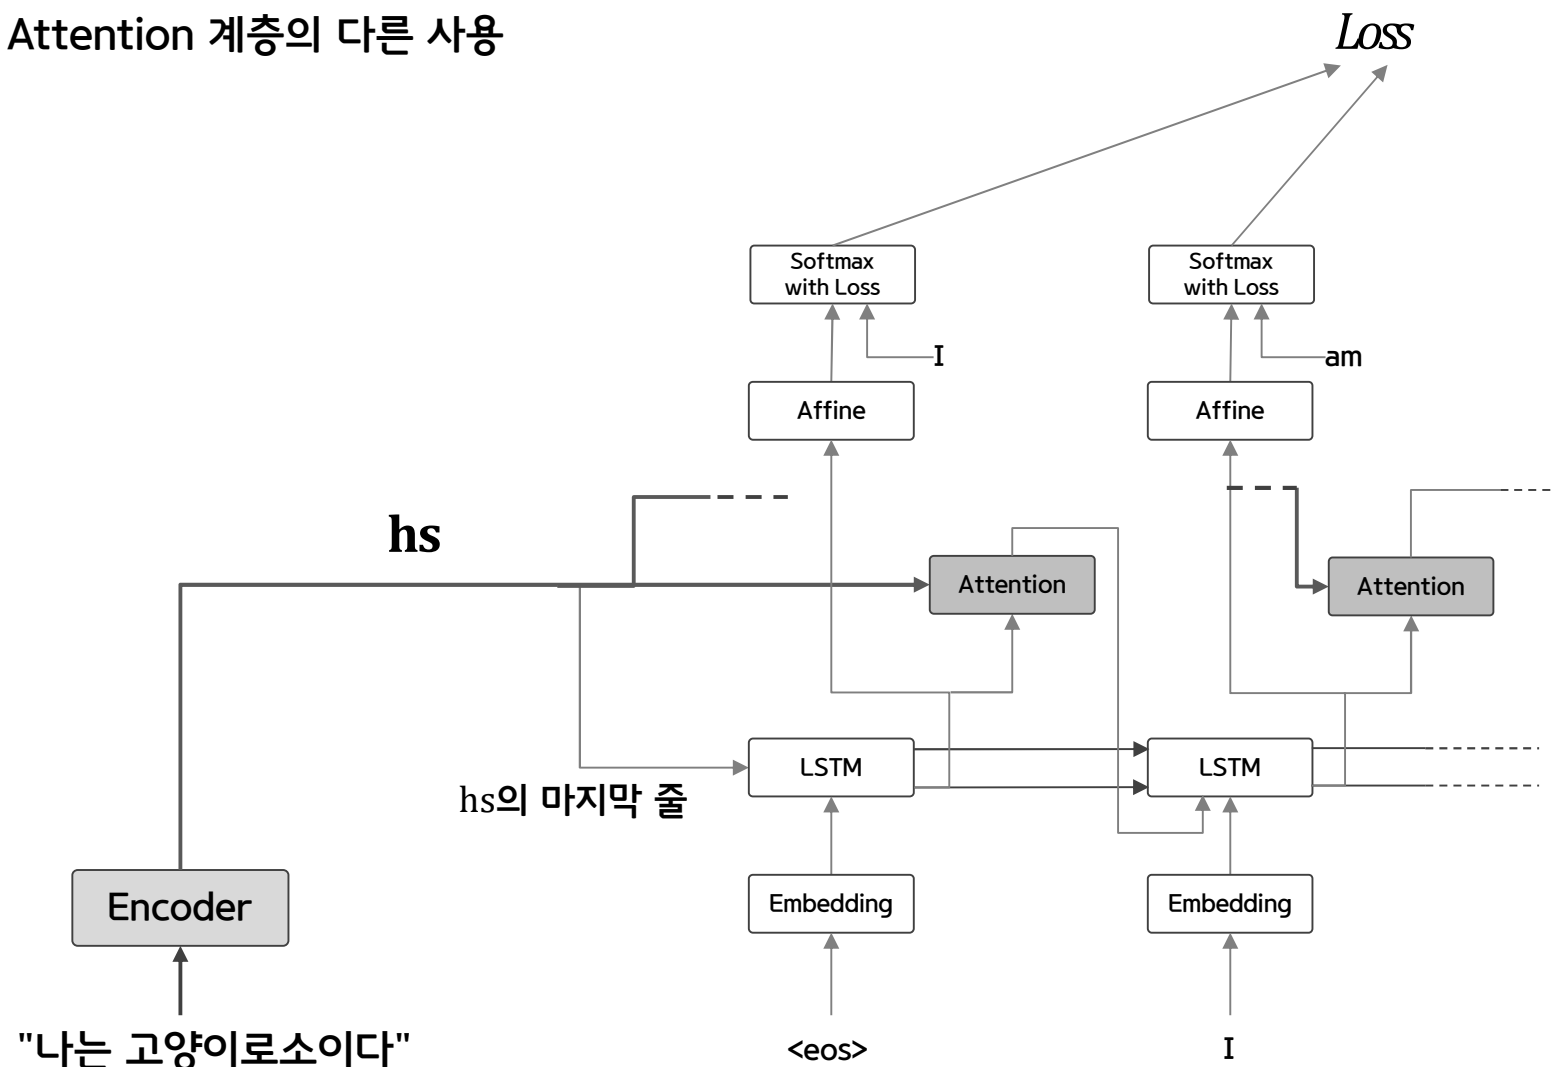 Attention 계층의 다른 사용
Loss
Softmax
with Loss
Softmax
with Loss
I
am
Affine
Affine
hs
Attention
Attention
LSTM
LSTM
hs의 마지막 줄
Encoder
Embedding
Embedding
"나는 고양이로소이다"
<eos>
I